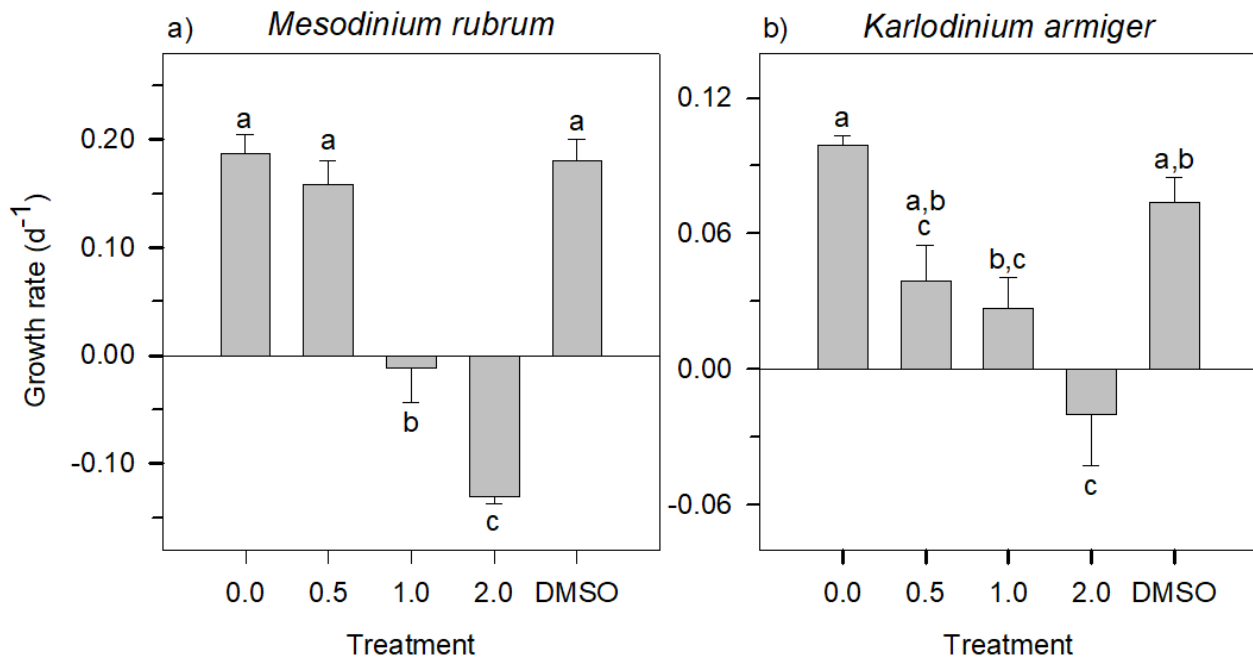 a) Mesodinium rubrum
Growth rate (d-1)
0.20
0.10
0.00
-0.10
a
a
b
c
a
0.0 0.5 1.0 2.0 DMSO
Treatment
b) Karlodinium armiger
0.12
0.06
0.00
-0.06
a
a,b
c
b,c
c
a,b
0.0 0.5 1.0 2.0 DMSO
Treatment